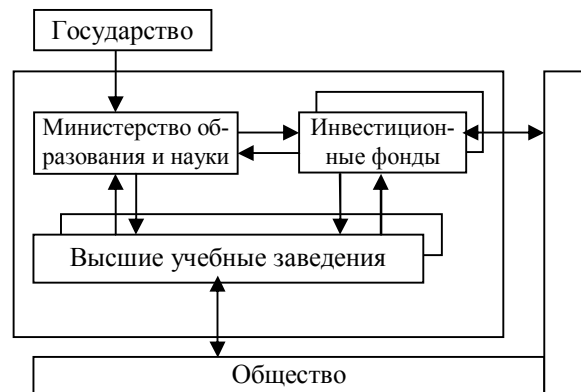 Государство
Министерство об-
разования и науки
Инвестицион-
ные фонды
Высшие учебные заведения
Общество